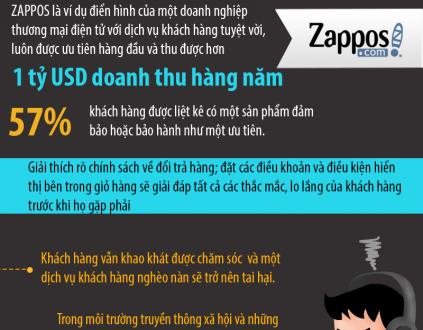 ZAPPOS là ví dụ điển hình của một doanh nghiệp
thương mại điện tử với dịch vụ khách hàng tuyệt vời,
luôn được ưu tiên hàng đầu và thu được hơn
Zappos
.com
1 tỷ USD doanh thu hàng năm
57%
khách hàng được liệt kê có một sản phẩm đảm
bảo hoặc bảo hành như một ưu tiên.
Giải thích rõ chính sách về đổi trả hàng; đặt các điều khoản và điều kiện hiển
thị bên trong giỏ hàng sẽ giải đáp tất cả các thắc mắc, lo lắng của khách hàng
trước khi họ gặp phải
Khách hàng vẫn khao khát được chăm sóc và một
dịch vụ khách hàng nghèo nàn sẽ trở nên tai hại.
Trong môi trường truyền thông xã hội và những